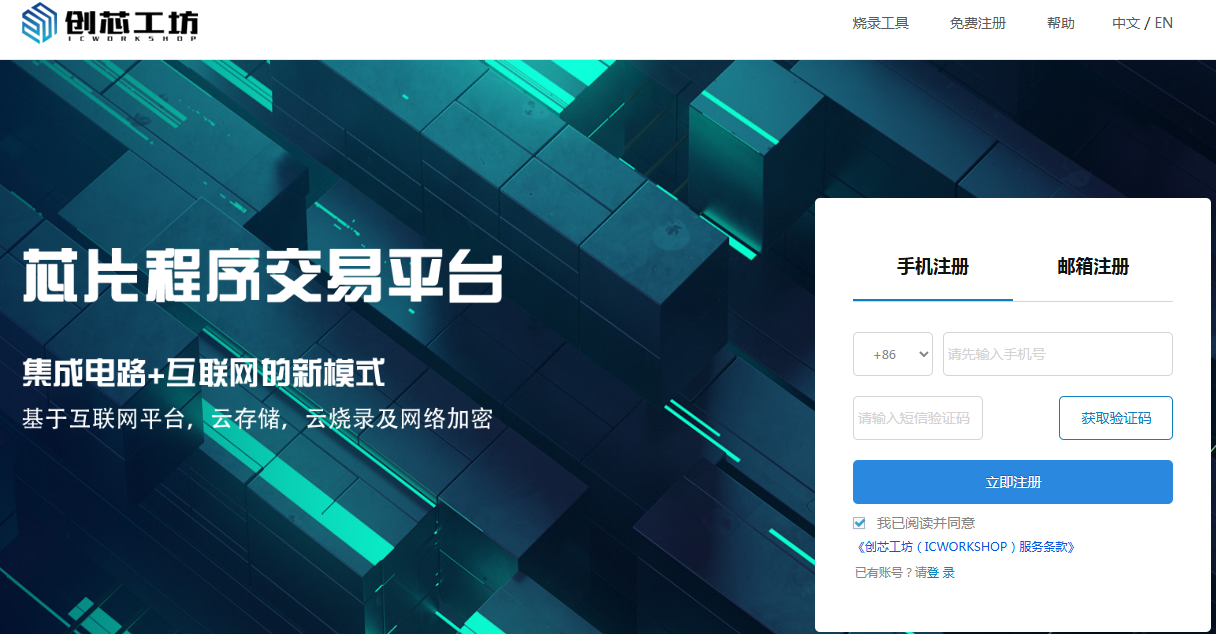 创芯工坊
ICWORKSHOP
烧录工具 免费注册 帮助 中文 / EN
芯片程序交易平台
集成电路+互联网的新模式
基于互联网平台，云存储，云烧录及网络加密
手机注册 邮箱注册
+86 请先输入手机号
请输入短信验证码 获取验证码
立即注册
我已阅读并同意
《创芯工坊（ICWORKSHOP）服务条款》
已有账号？请登 录